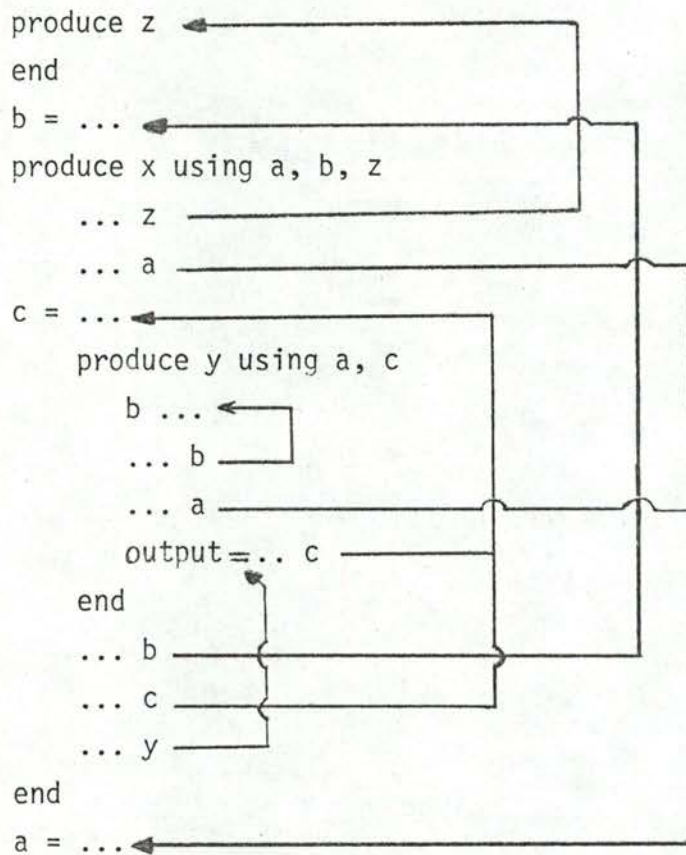 produce z
end
b = ...
produce x using a, b, z
... z
... a
c = ...
produce y using a, c
b ...
... b
... a
output =.. c
end
... b
... c
... y
end
a = ...